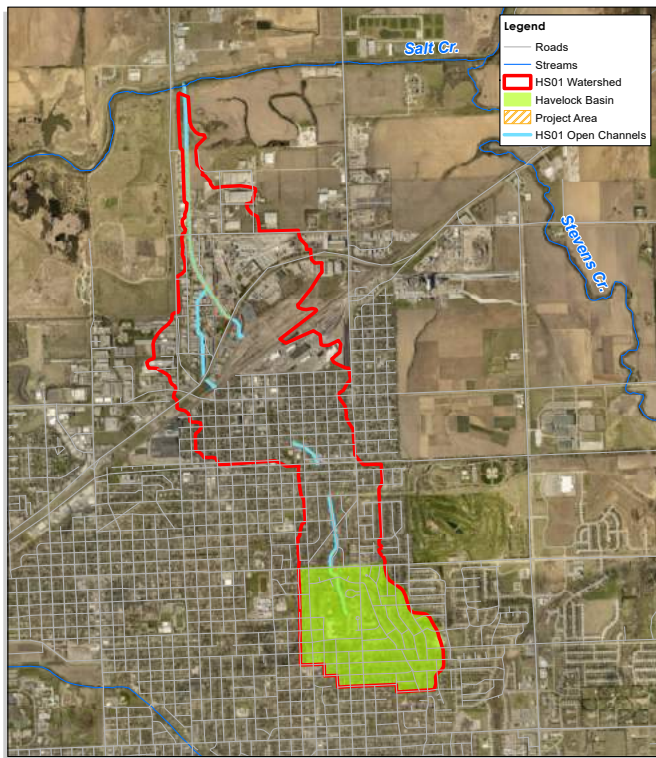 Legend
Roads
Streams
HS01 Watershed
Havelock Basin
Project Area
HS01 Open Channels
Salt Cr.
Stevens Cr.